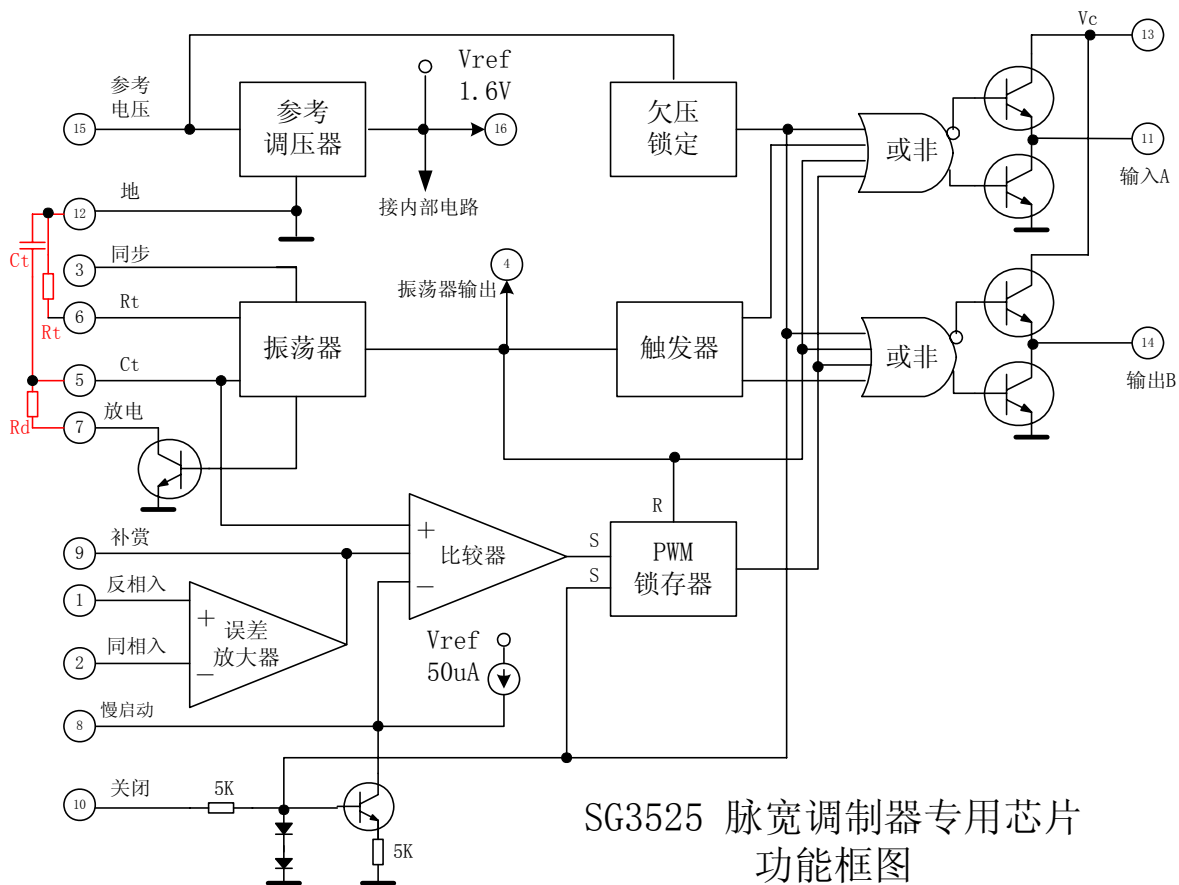 Vc
13
Vref
1.6V
参考
电压
15
参考
调压器
16
欠压
锁定
或非
11
输入A
地
12
接内部电路
Ct
同步
3
4
振荡器输出
Rt
6
Rt
振荡器
触发器
或非
14
输出B
Ct
5
放电
7
Rd
R
补赏
9
+
比较器
−
S
S
PWM
锁存器
反相入
1
+
误差
放大器
−
同相入
2
Vref
50uA
慢启动
8
关闭
10
5K
5K
SG3525 脉宽调制器专用芯片
功能框图